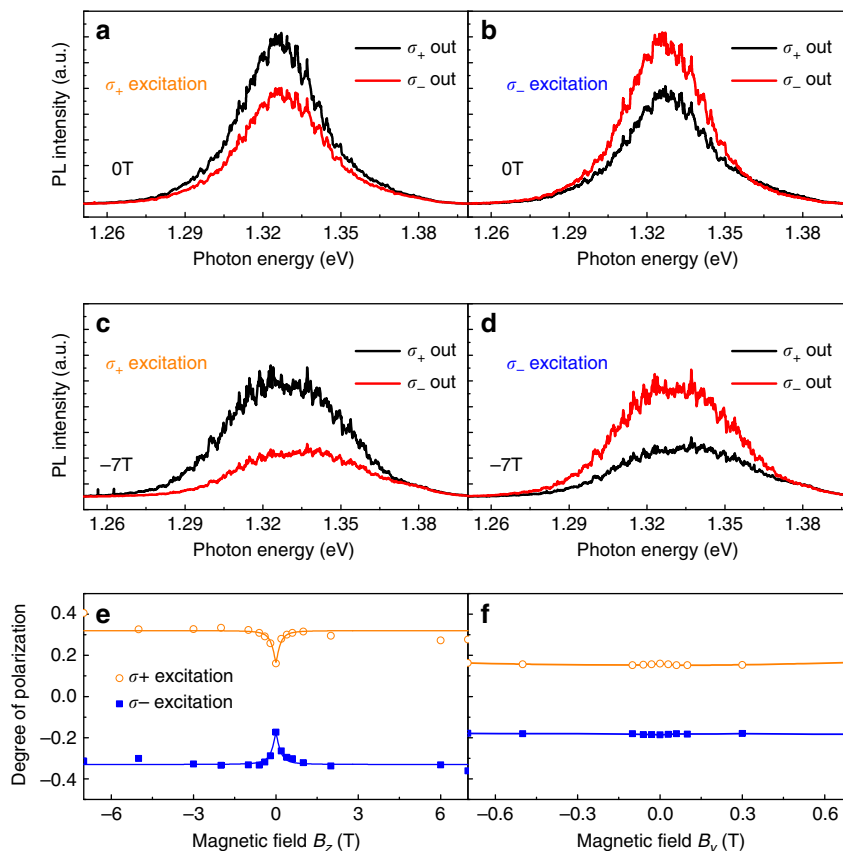 a
σ+ out
σ− out
σ+ excitation
0T
PL intensity (a.u.)
1.26 1.29 1.32 1.35 1.38
Photon energy (eV)
b
σ+ out
σ− out
σ− excitation
0T
1.26 1.29 1.32 1.35 1.38
Photon energy (eV)
c
σ+ out
σ− out
σ+ excitation
−7T
PL intensity (a.u.)
1.26 1.29 1.32 1.35 1.38
Photon energy (eV)
d
σ+ out
σ− out
σ− excitation
−7T
1.26 1.29 1.32 1.35 1.38
Photon energy (eV)
e
Degree of polarization
0.4
0.2
0.0
−0.2
−0.4
σ+ excitation
σ− excitation
−6 −3 0 3 6
Magnetic field Bz (T)
f
−0.6 −0.3 0.0 0.3 0.6
Magnetic field By (T)